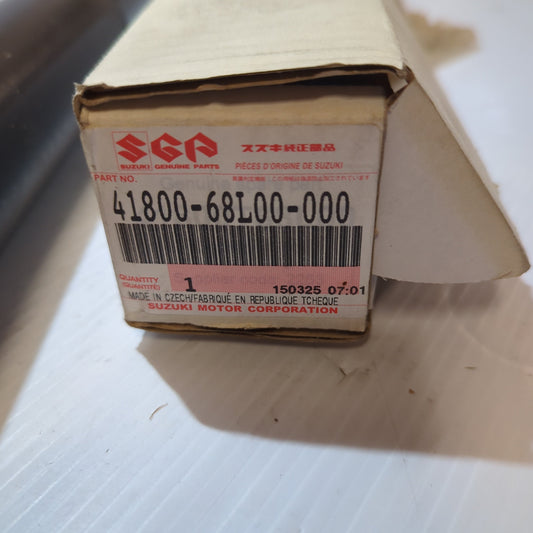 SGP スズキ純正部品
SUZUKI GENUINE PARTS PIÈCES D'ORIGINE DE SUZUKI
PART NO.
41800-68L00-000
QUANTITY
(QUANTITÉ) 1 150325 07:01
MADE IN CZECH/FABRIQUÉ EN REPUBLIQUE TCHEQUE
SUZUKI MOTOR CORPORATION